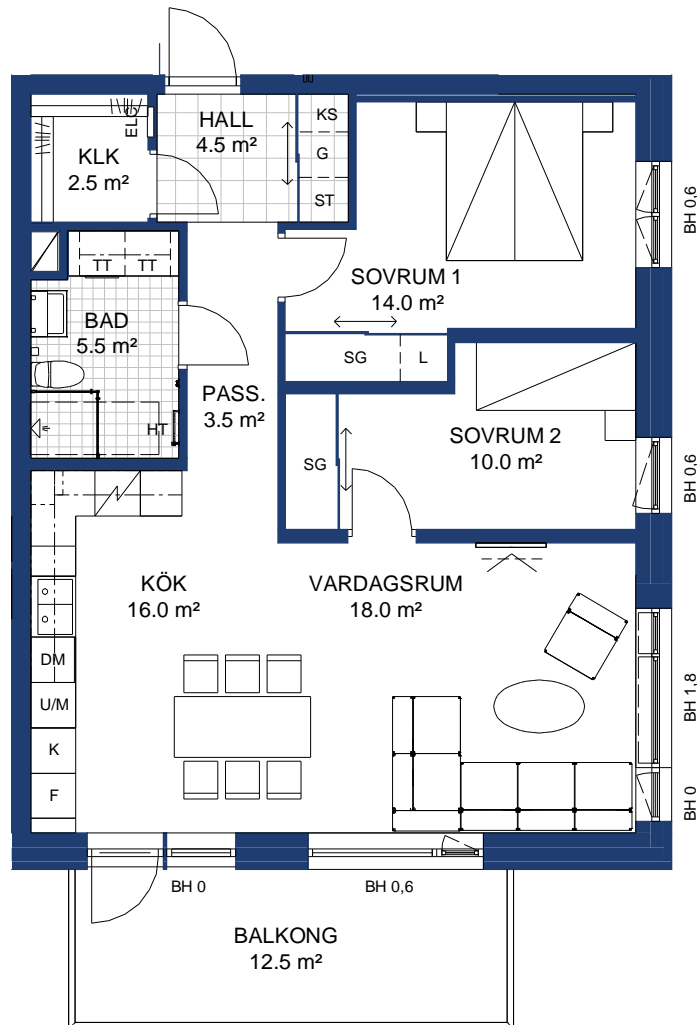 HALL
4.5 m²
KS
G
ST
ELC
KLK
2.5 m²
BH 0,6
TT TT
SOVRUM 1
14.0 m²
BAD
5.5 m²
SG L
PASS.
3.5 m²
HT
SG
SOVRUM 2
10.0 m²
BH 0,6
KÖK
16.0 m²
VARDAGSRUM
18.0 m²
DM
U/M
K
F
BH 1,8
BH 0
BH 0
BH 0,6
BALKONG
12.5 m²